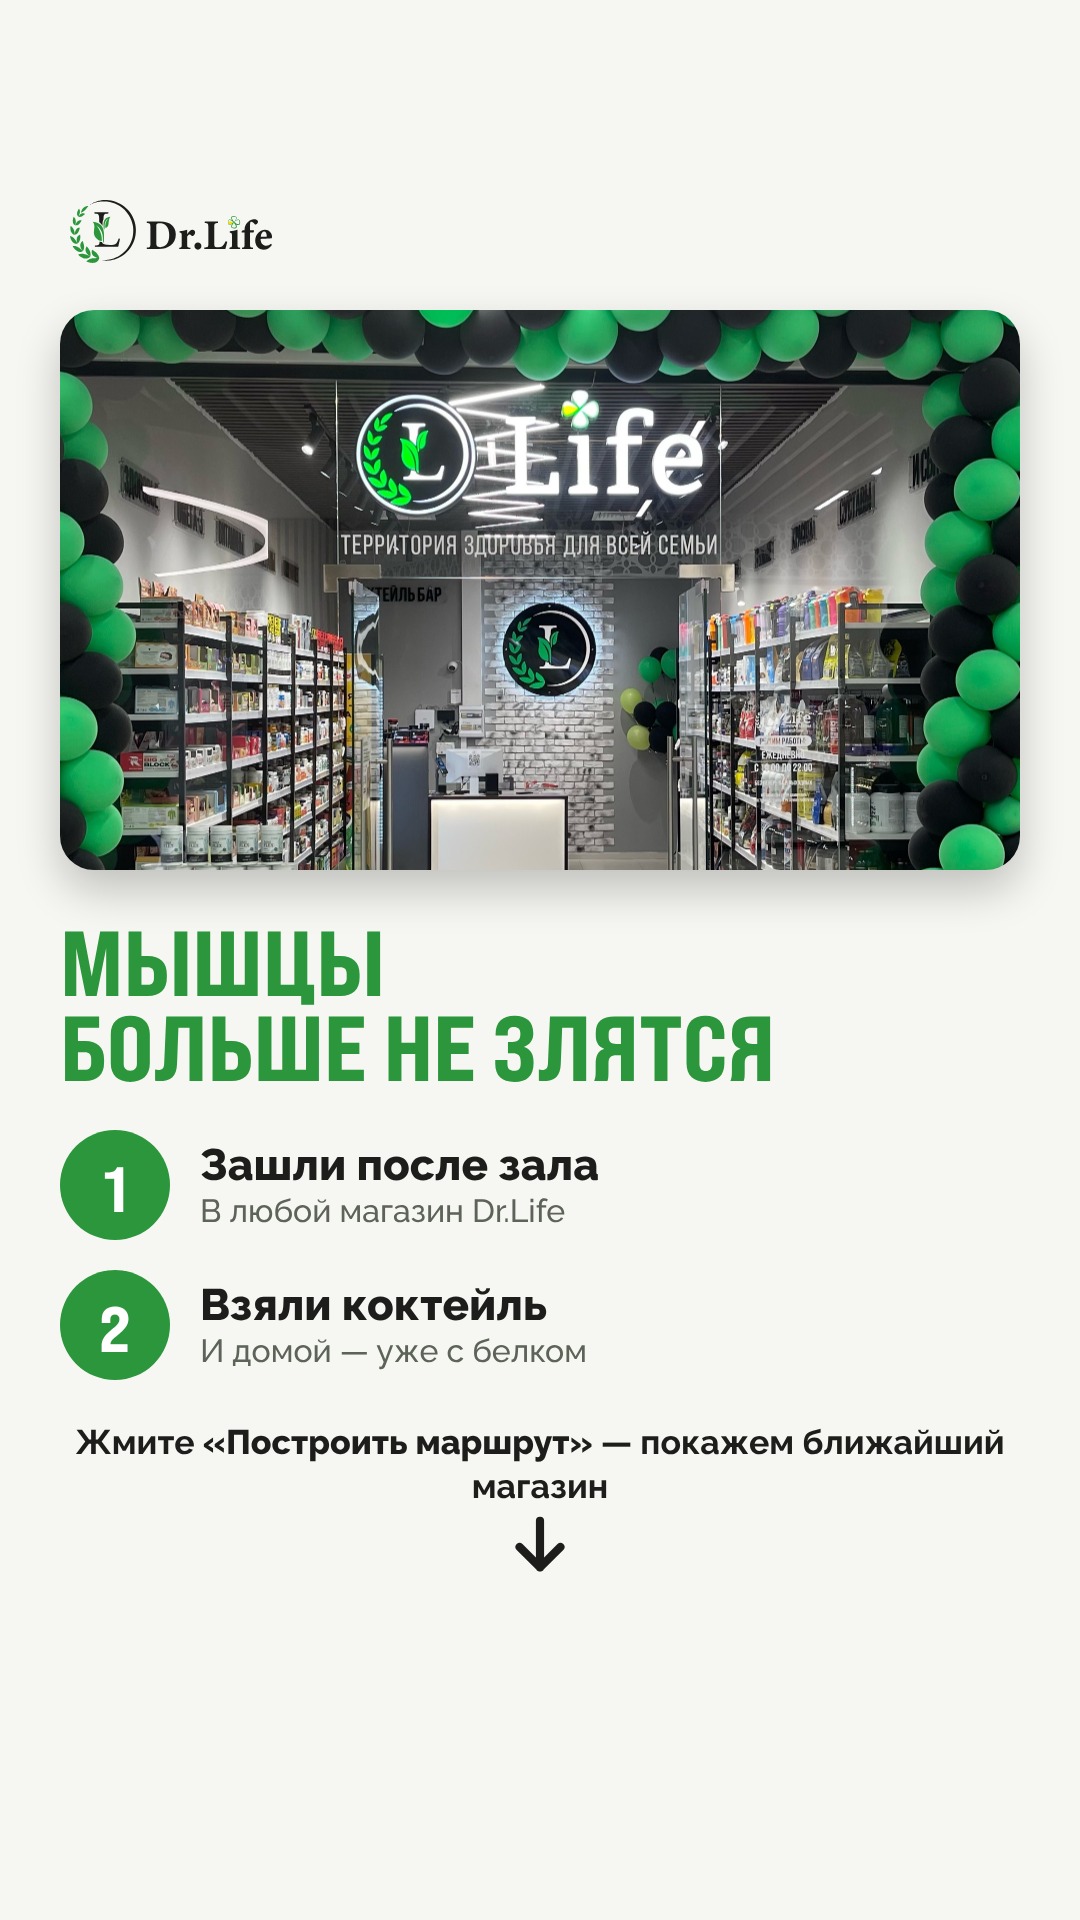 Dr.Life
Life
ТЕРРИТОРИЯ ЗДОРОВЬЯ ДЛЯ ВСЕЙ СЕМЬИ
БАР
МЫШЦЫ
БОЛЬШЕ НЕ ЗЛЯТСЯ
1
Зашли после зала
В любой магазин Dr.Life
2
Взяли коктейль
И домой — уже с белком
Жмите «Построить маршрут» — покажем ближайший
магазин